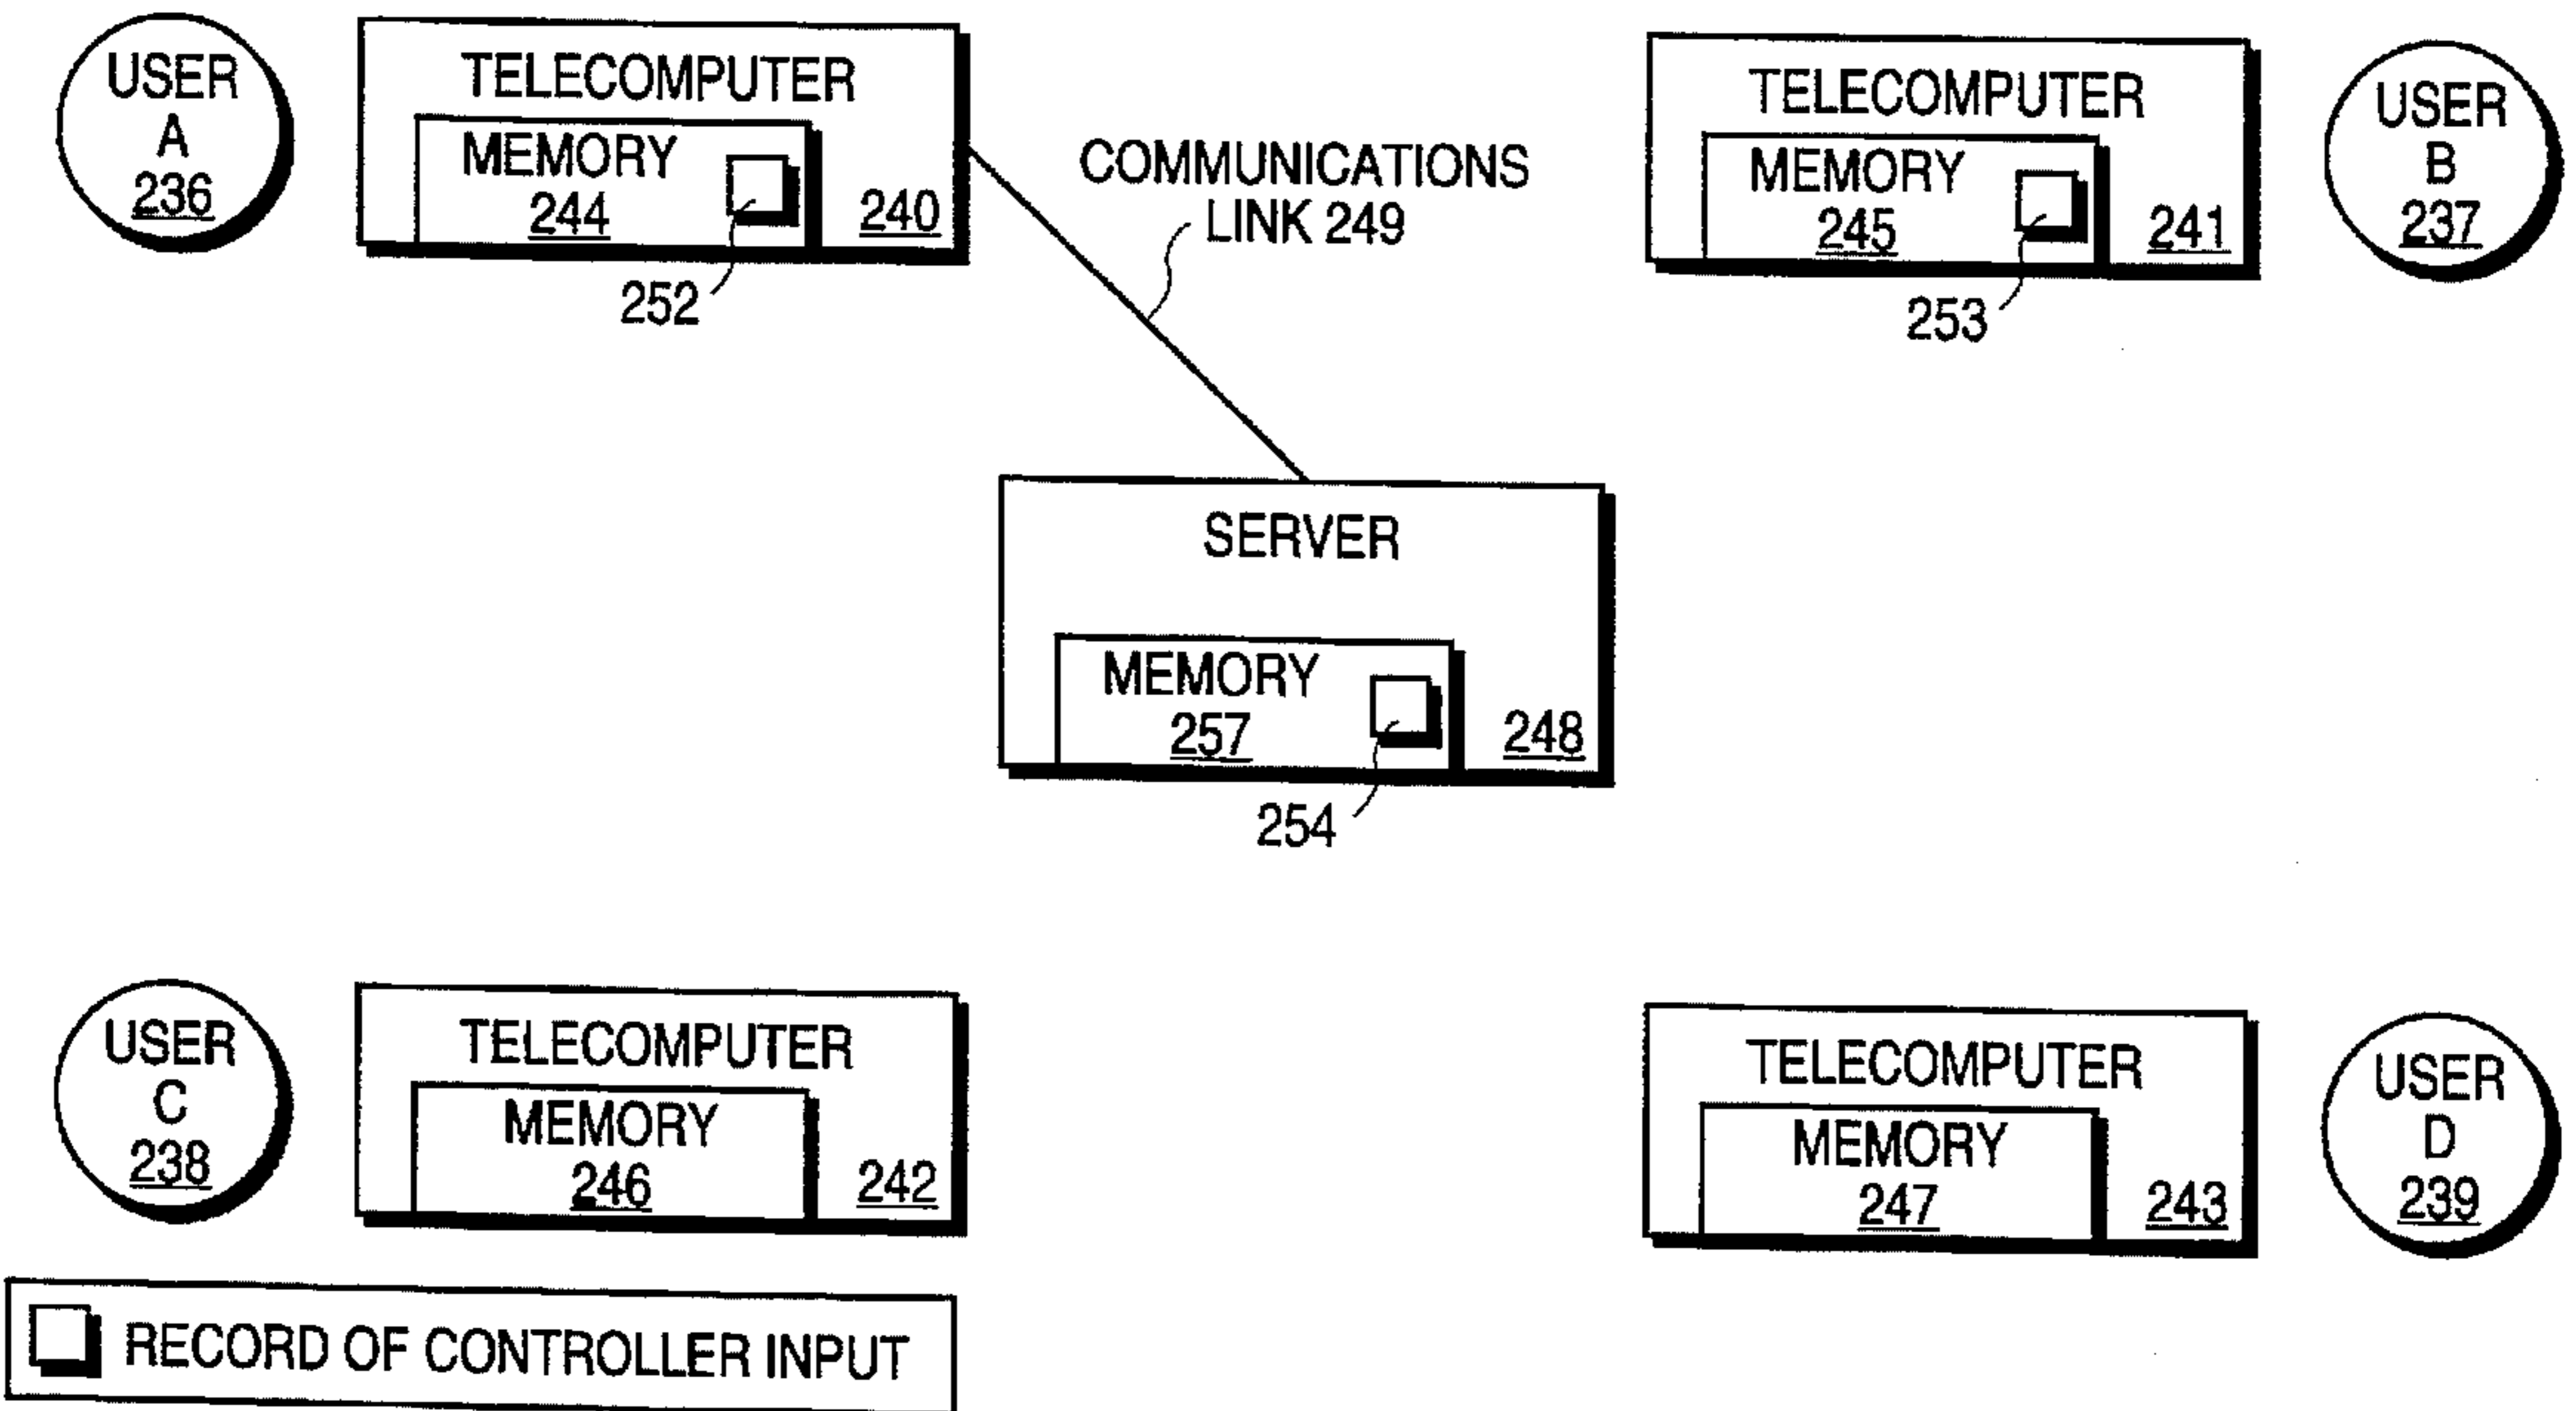 USER
A
236
TELECOMPUTER
MEMORY
244
240
252
COMMUNICATIONS
LINK 249
TELECOMPUTER
MEMORY
245
241
253
USER
B
237
SERVER
MEMORY
257
248
254
USER
C
238
TELECOMPUTER
MEMORY
246
242
TELECOMPUTER
MEMORY
247
243
USER
D
239
RECORD OF CONTROLLER INPUT